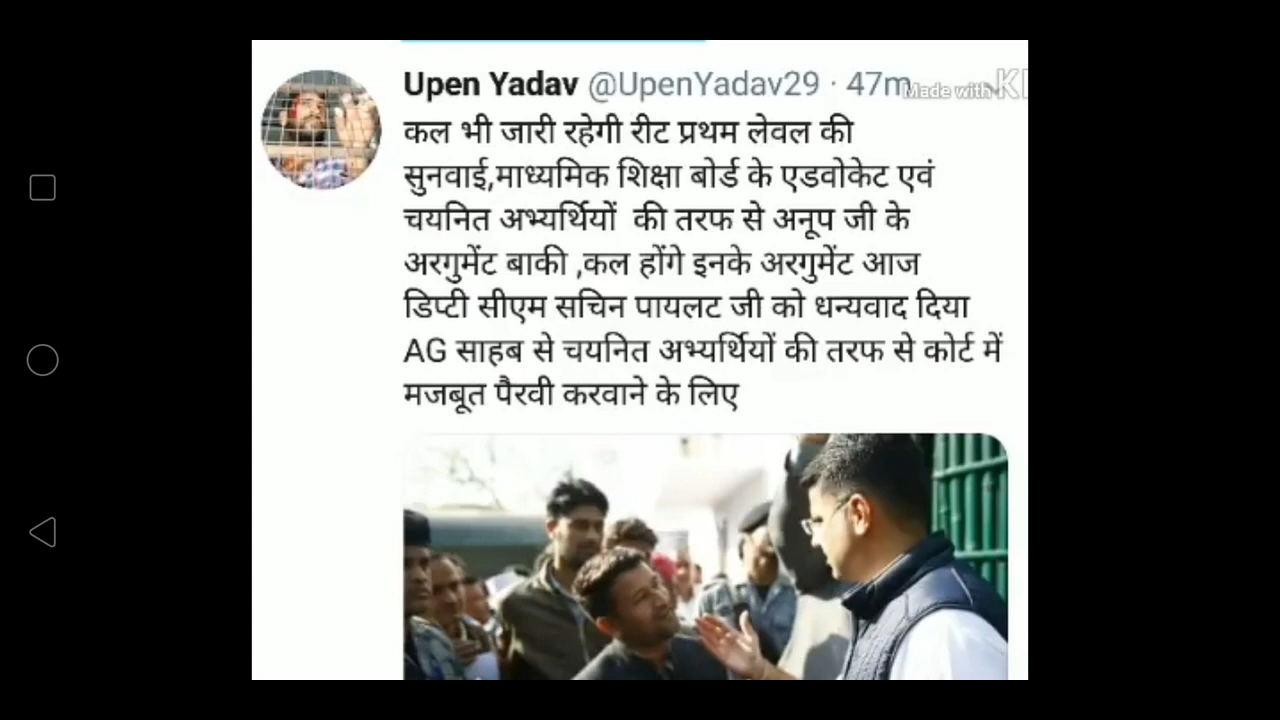 Upen Yadav @UpenYadav29 · 47m
Made with KI
कल भी जारी रहेगी रीट प्रथम लेवल की
सुनवाई,माध्यमिक शिक्षा बोर्ड के एडवोकेट एवं
चयनित अभ्यर्थियों की तरफ से अनूप जी के
अरगुमेंट बाकी ,कल होंगे इनके अरगुमेंट आज
डिप्टी सीएम सचिन पायलट जी को धन्यवाद दिया
AG साहब से चयनित अभ्यर्थियों की तरफ से कोर्ट में
मजबूत पैरवी करवाने के लिए